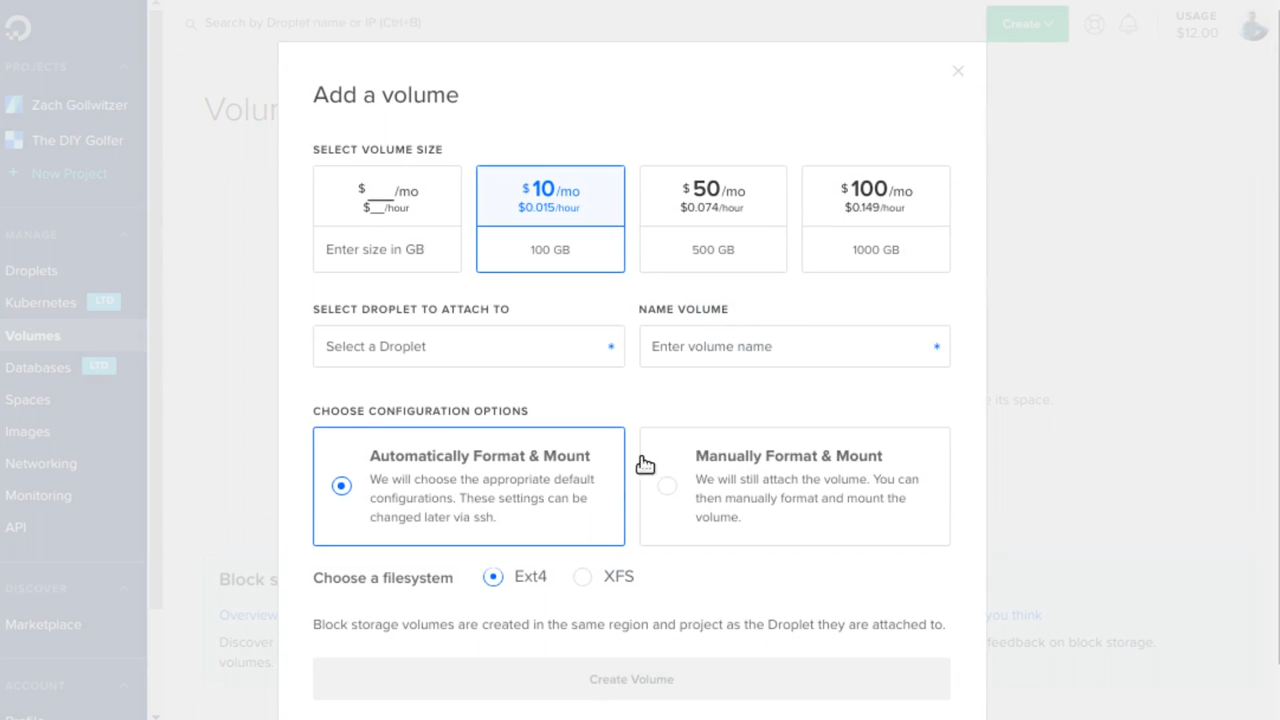 Search by Droplet name or IP (Ctrl+B)
Create
USAGE
$12.00
PROJECTS
Zach Gollwitzer
The DIY Golfer
+ New Project
MANAGE
Droplets
Kubernetes LTD
Volumes
Databases LTD
Spaces
Images
Networking
Monitoring
API
DISCOVER
Marketplace
ACCOUNT
Profile
Add a volume
SELECT VOLUME SIZE
$ ___/mo
$__/hour
Enter size in GB
$ 10/mo
$0.015/hour
100 GB
$ 50/mo
$0.074/hour
500 GB
$ 100/mo
$0.149/hour
1000 GB
SELECT DROPLET TO ATTACH TO
Select a Droplet *
NAME VOLUME
Enter volume name *
CHOOSE CONFIGURATION OPTIONS
Automatically Format & Mount
We will choose the appropriate default
configurations. These settings can be
changed later via ssh.
Manually Format & Mount
We will still attach the volume. You can
then manually format and mount the
volume.
Choose a filesystem Ext4 XFS
Block storage volumes are created in the same region and project as the Droplet they are attached to.
Create Volume
Volum
e its space.
Block s
Overview
you think
Discover
feedback on block storage.
volumes.